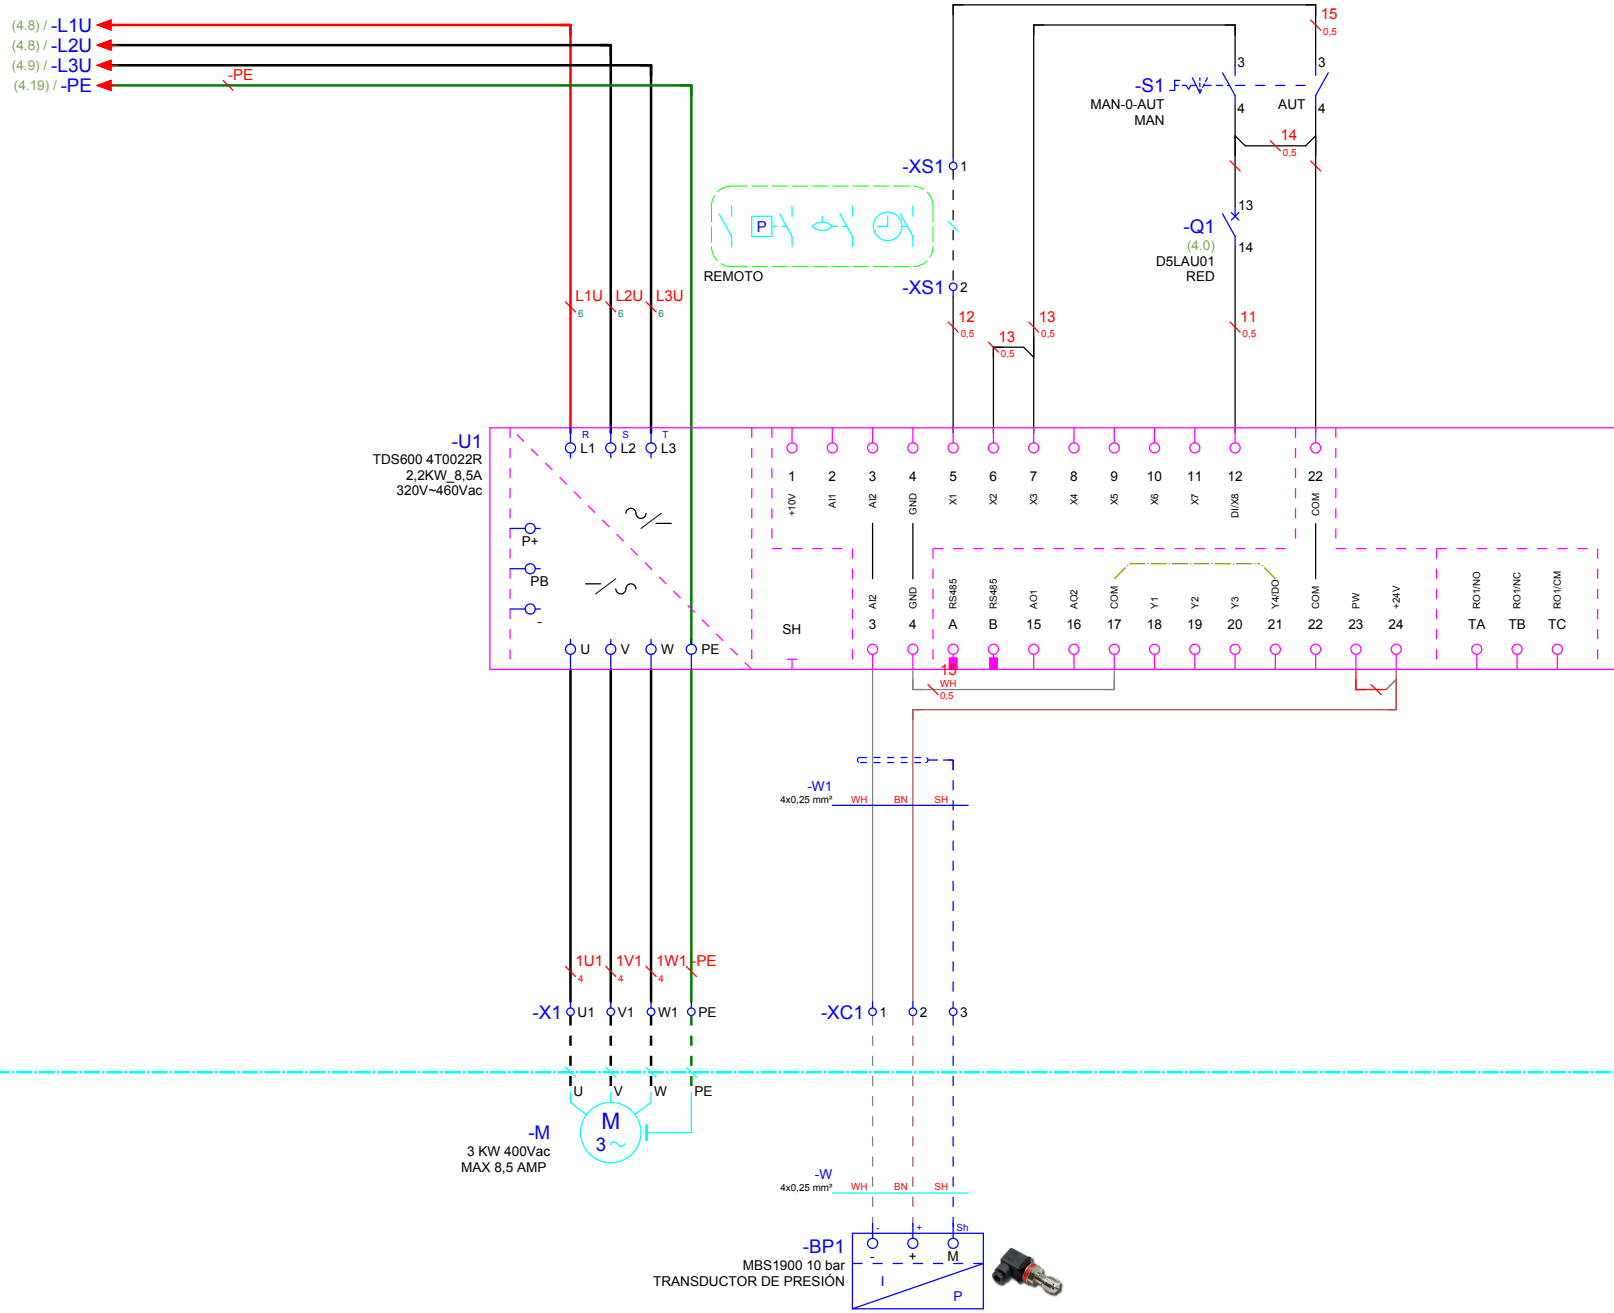 (4.8) / -L1U
(4.8) / -L2U
(4.9) / -L3U
(4.19) / -PE
-PE
15
0,5
3
3
-S1
MAN-0-AUT
MAN
4
AUT
4
14
0,5
-XS1 1
P
REMOTO
13
-Q1
(4.0)
14
D5LAU01
RED
-XS1 2
L1U
6
L2U
6
L3U
6
12
0,5
13
0,5
13
0,5
11
0,5
-U1
TDS600 4T0022R
2,2KW_8,5A
320V~460Vac
R S T
L1 L2 L3
1 2 3 4 5 6 7 8 9 10 11 12 22
+10V AI1 AI2 GND X1 X2 X3 X4 X5 X6 X7 DI/X8 COM
P+
PB
-
AI2 GND RS485 RS485 AO1 AO2 COM Y1 Y2 Y3 Y4/DO COM PW +24V RO1/NO RO1/NC RO1/CM
SH
3 4 A B 15 16 17 18 19 20 21 22 23 24 TA TB TC
U V W PE
15
WH
0,5
-W1
4x0,25 mm²
WH BN SH
1U1
4
1V1
4
1W1
4
-PE
-X1 U1 V1 W1 PE
-XC1 1 2 3
U V W PE
-M
3 KW 400Vac
MAX 8,5 AMP
M
3
-W
4x0,25 mm²
WH BN SH
- + Sh
-BP1
MBS1900 10 bar
TRANSDUCTOR DE PRESIÓN
- + M
I
P